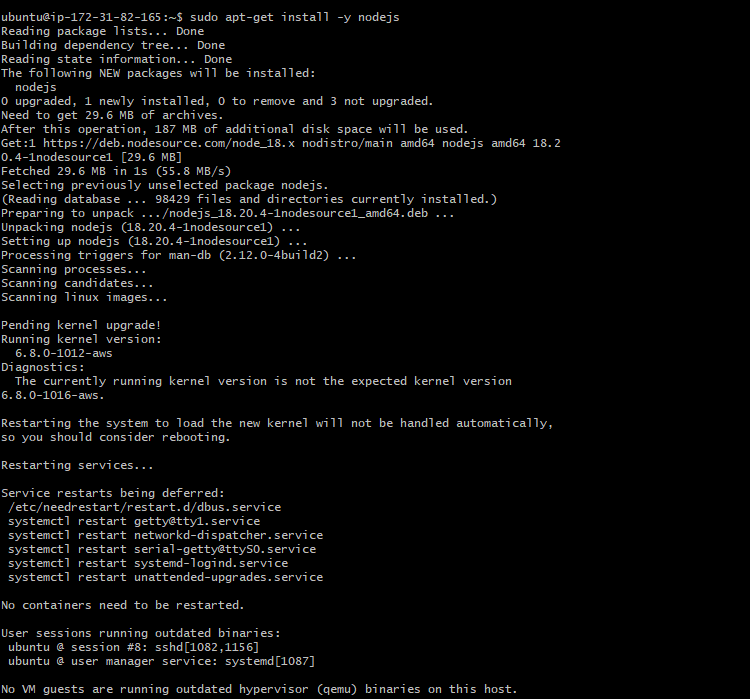 ubuntu@ip-172-31-82-165:~$ sudo apt-get install -y nodejs
Reading package lists... Done
Building dependency tree... Done
Reading state information... Done
The following NEW packages will be installed:
  nodejs
0 upgraded, 1 newly installed, 0 to remove and 3 not upgraded.
Need to get 29.6 MB of archives.
After this operation, 187 MB of additional disk space will be used.
Get:1 https://deb.nodesource.com/node_18.x nodistro/main amd64 nodejs amd64 18.2
0.4-1nodesource1 [29.6 MB]
Fetched 29.6 MB in 1s (55.8 MB/s)
Selecting previously unselected package nodejs.
(Reading database ... 98429 files and directories currently installed.)
Preparing to unpack .../nodejs_18.20.4-1nodesource1_amd64.deb ...
Unpacking nodejs (18.20.4-1nodesource1) ...
Setting up nodejs (18.20.4-1nodesource1) ...
Processing triggers for man-db (2.12.0-4build2) ...
Scanning processes...
Scanning candidates...
Scanning linux images...

Pending kernel upgrade!
Running kernel version:
  6.8.0-1012-aws
Diagnostics:
  The currently running kernel version is not the expected kernel version
6.8.0-1016-aws.

Restarting the system to load the new kernel will not be handled automatically,
so you should consider rebooting.

Restarting services...

Service restarts being deferred:
 /etc/needrestart/restart.d/dbus.service
 systemctl restart getty@tty1.service
 systemctl restart networkd-dispatcher.service
 systemctl restart serial-getty@ttyS0.service
 systemctl restart systemd-logind.service
 systemctl restart unattended-upgrades.service

No containers need to be restarted.

User sessions running outdated binaries:
 ubuntu @ session #8: sshd[1082,1156]
 ubuntu @ user manager service: systemd[1087]

No VM guests are running outdated hypervisor (qemu) binaries on this host.